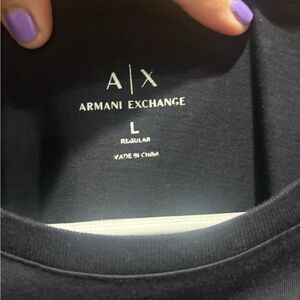 A|X
ARMANI EXCHANGE
L
REGULAR
MADE IN CHINA